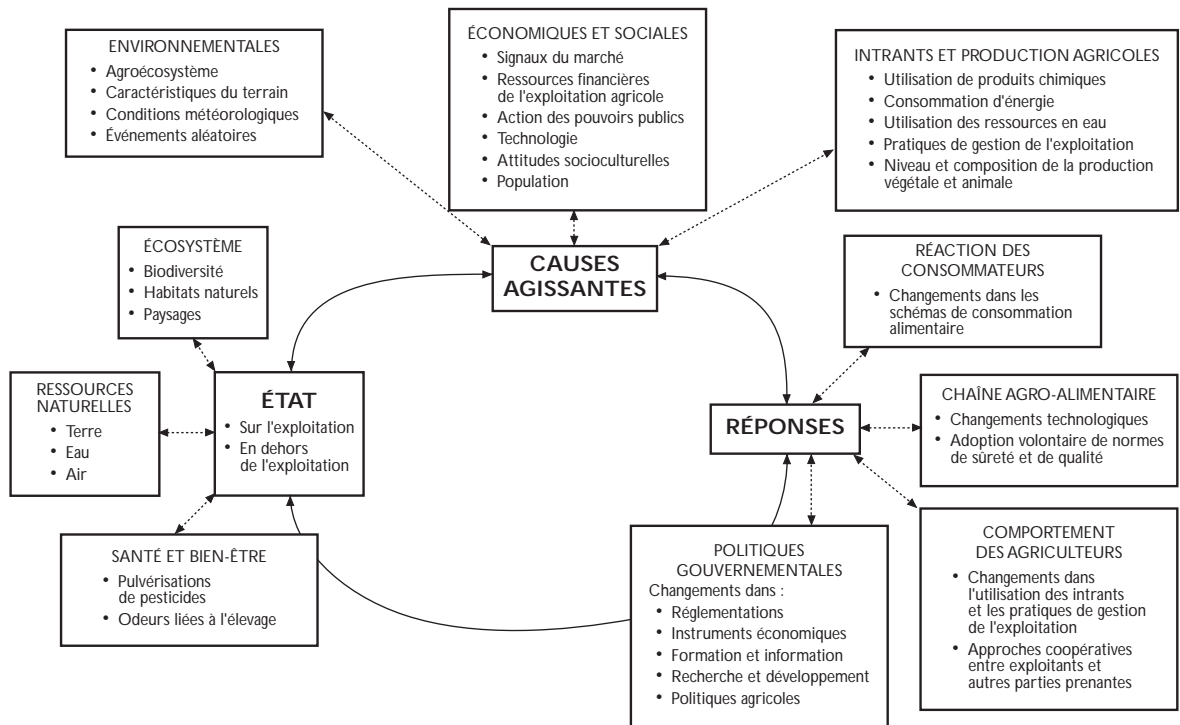 ENVIRONNEMENTALES
• Agroécosystème
• Caractéristiques du terrain
• Conditions météorologiques
• Événements aléatoires
ÉCONOMIQUES ET SOCIALES
• Signaux du marché
• Ressources financières
de l'exploitation agricole
• Action des pouvoirs publics
• Technologie
• Attitudes socioculturelles
• Population
INTRANTS ET PRODUCTION AGRICOLES
• Utilisation de produits chimiques
• Consommation d'énergie
• Utilisation des ressources en eau
• Pratiques de gestion de l'exploitation
• Niveau et composition de la production
végétale et animale
CAUSES
AGISSANTES
ÉCOSYSTÈME
• Biodiversité
• Habitats naturels
• Paysages
RÉACTION DES
CONSOMMATEURS
• Changements dans les
schémas de consommation
alimentaire
RESSOURCES
NATURELLES
• Terre
• Eau
• Air
ÉTAT
• Sur l'exploitation
• En dehors
de l'exploitation
RÉPONSES
CHAÎNE AGRO-ALIMENTAIRE
• Changements technologiques
• Adoption volontaire de normes
de sûreté et de qualité
SANTÉ ET BIEN-ÊTRE
• Pulvérisations
de pesticides
• Odeurs liées à l'élevage
POLITIQUES
GOUVERNEMENTALES
Changements dans :
• Réglementations
• Instruments économiques
• Formation et information
• Recherche et développement
• Politiques agricoles
COMPORTEMENT
DES AGRICULTEURS
• Changements dans
l'utilisation des intrants
et les pratiques de gestion
de l'exploitation
• Approches coopératives
entre exploitants et
autres parties prenantes